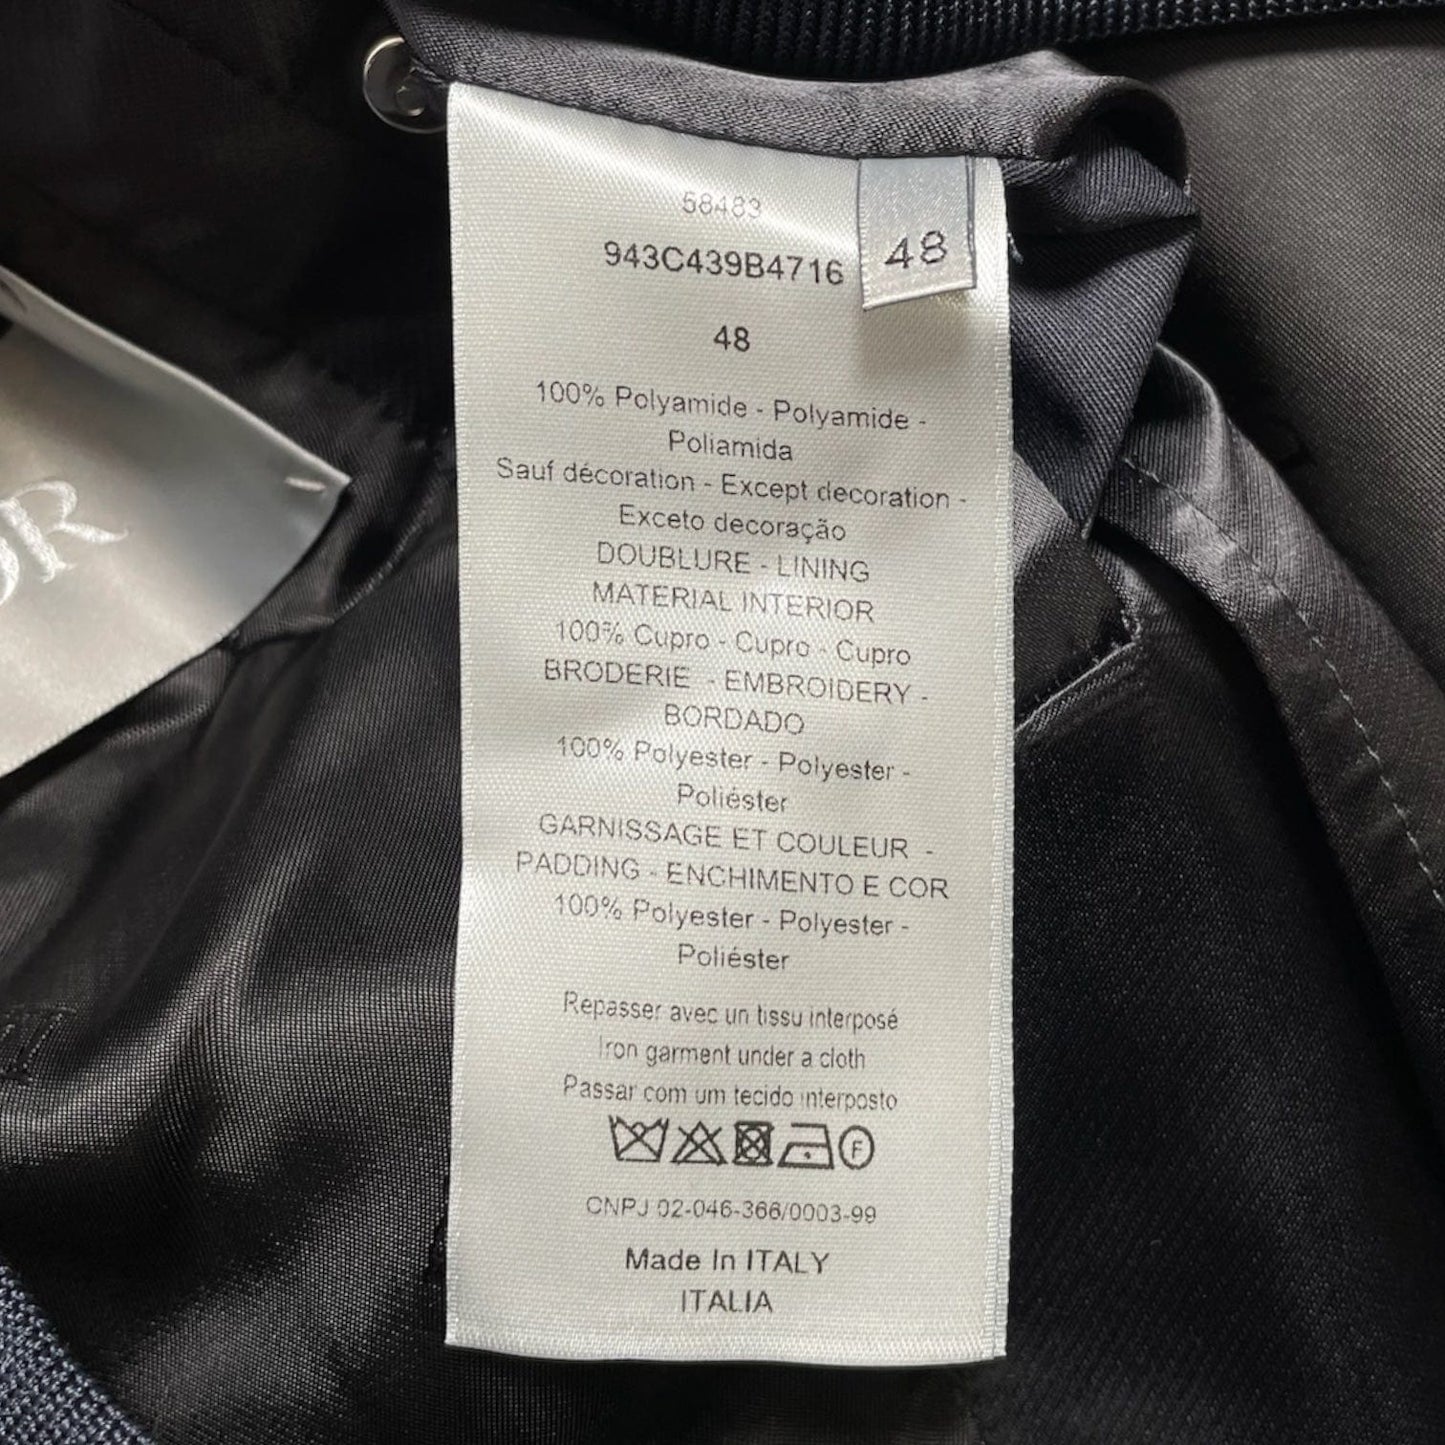 58483
943C439B4716
48
48
100% Polyamide - Polyamide -
Poliamida
Sauf décoration - Except decoration -
Exceto decoração
DOUBLURE - LINING
MATERIAL INTERIOR
100% Cupro - Cupro - Cupro
BRODERIE - EMBROIDERY -
BORDADO
100% Polyester - Polyester -
Poliéster
GARNISSAGE ET COULEUR -
PADDING - ENCHIMENTO E COR
100% Polyester - Polyester -
Poliéster
Repasser avec un tissu interposé
Iron garment under a cloth
Passar com um tecido interposto
F
CNPJ 02-046-366/0003-99
Made In ITALY
ITALIA